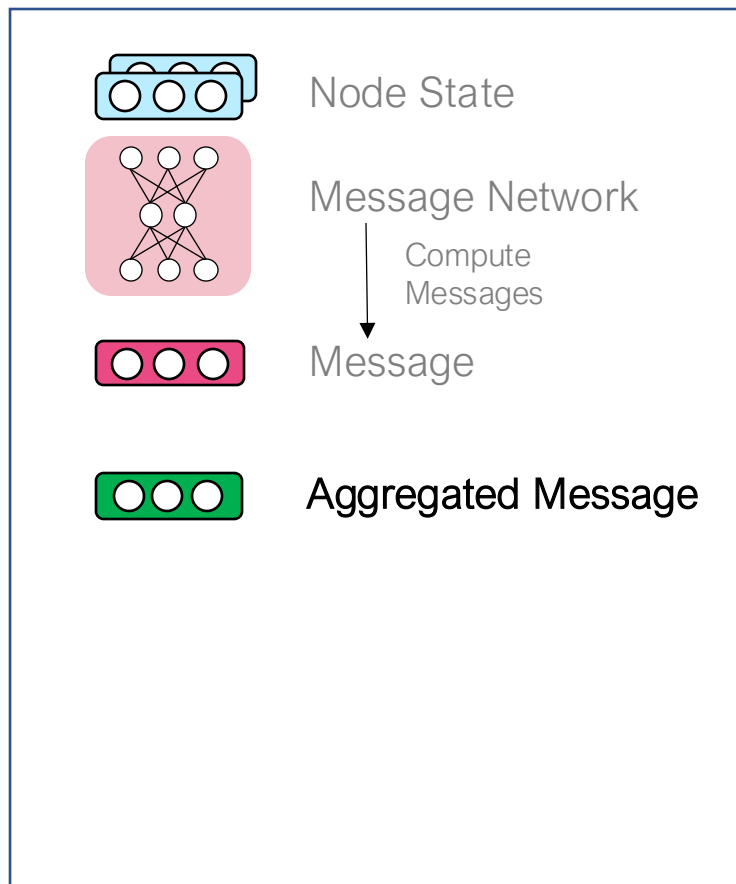 Node State
Message Network
Compute
Messages
Message
Aggregated Message